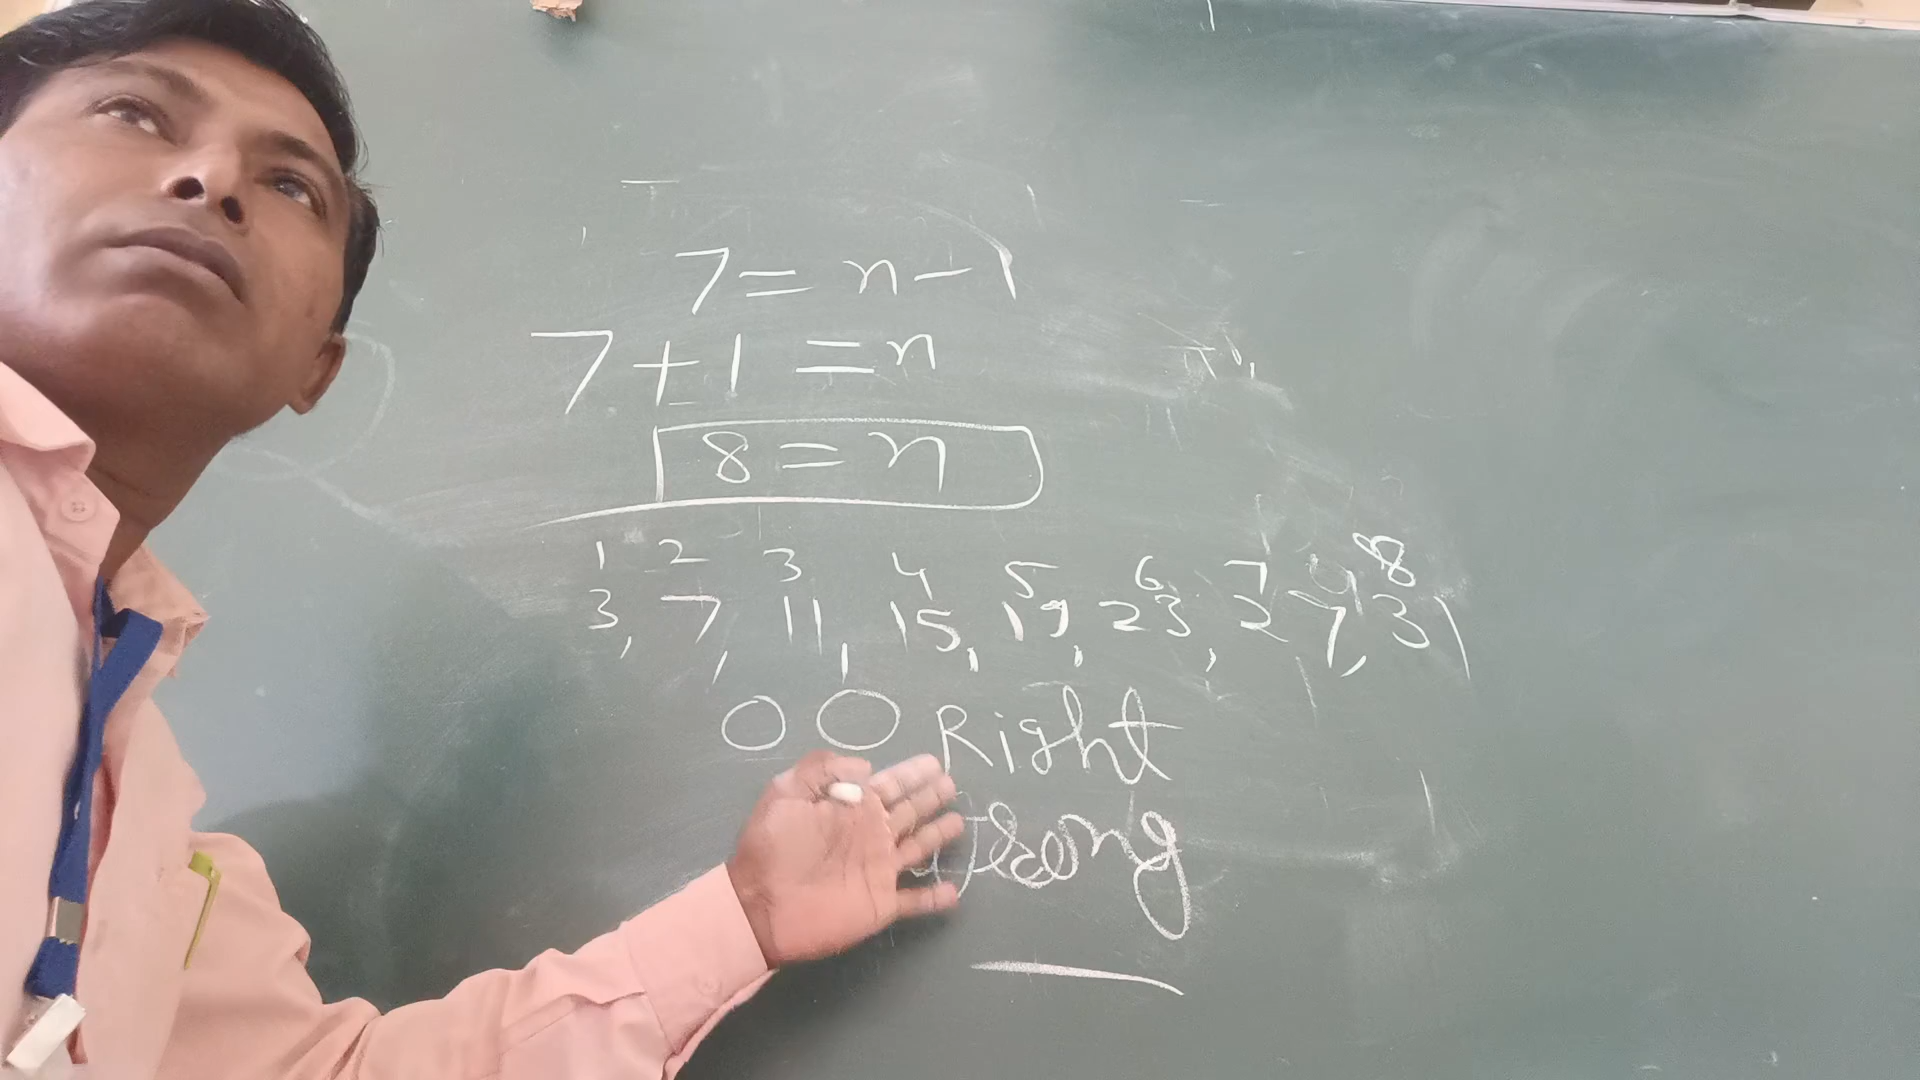 7 = n - 1
7 + 1 = n
8 = n
1 2 3 4 5 6 7 8
3, 7, 11, 15, 19, 23, 27, 31
O O Right
Wrong